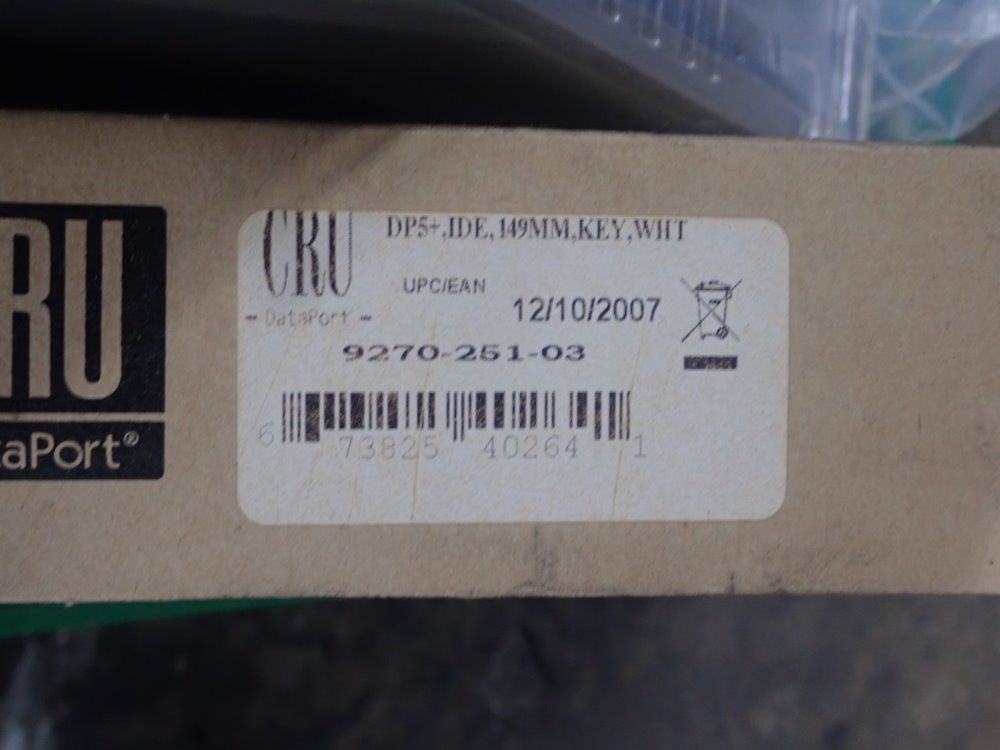 RU
aPort®
CRU
DP5+,IDE,149MM,KEY,WHT
UPC/EAN
- DataPort -
12/10/2007
9270-251-03
6 73825 40264 1